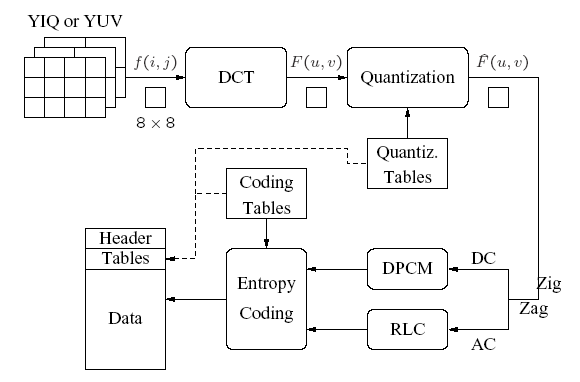 YIQ or YUV
f(i, j)
F(u, v)
F̂(u, v)
DCT
Quantization
8 × 8
Quantiz.
Tables
Coding
Tables
Header
Tables
Data
Entropy
Coding
DPCM
DC
RLC
AC
Zig
Zag